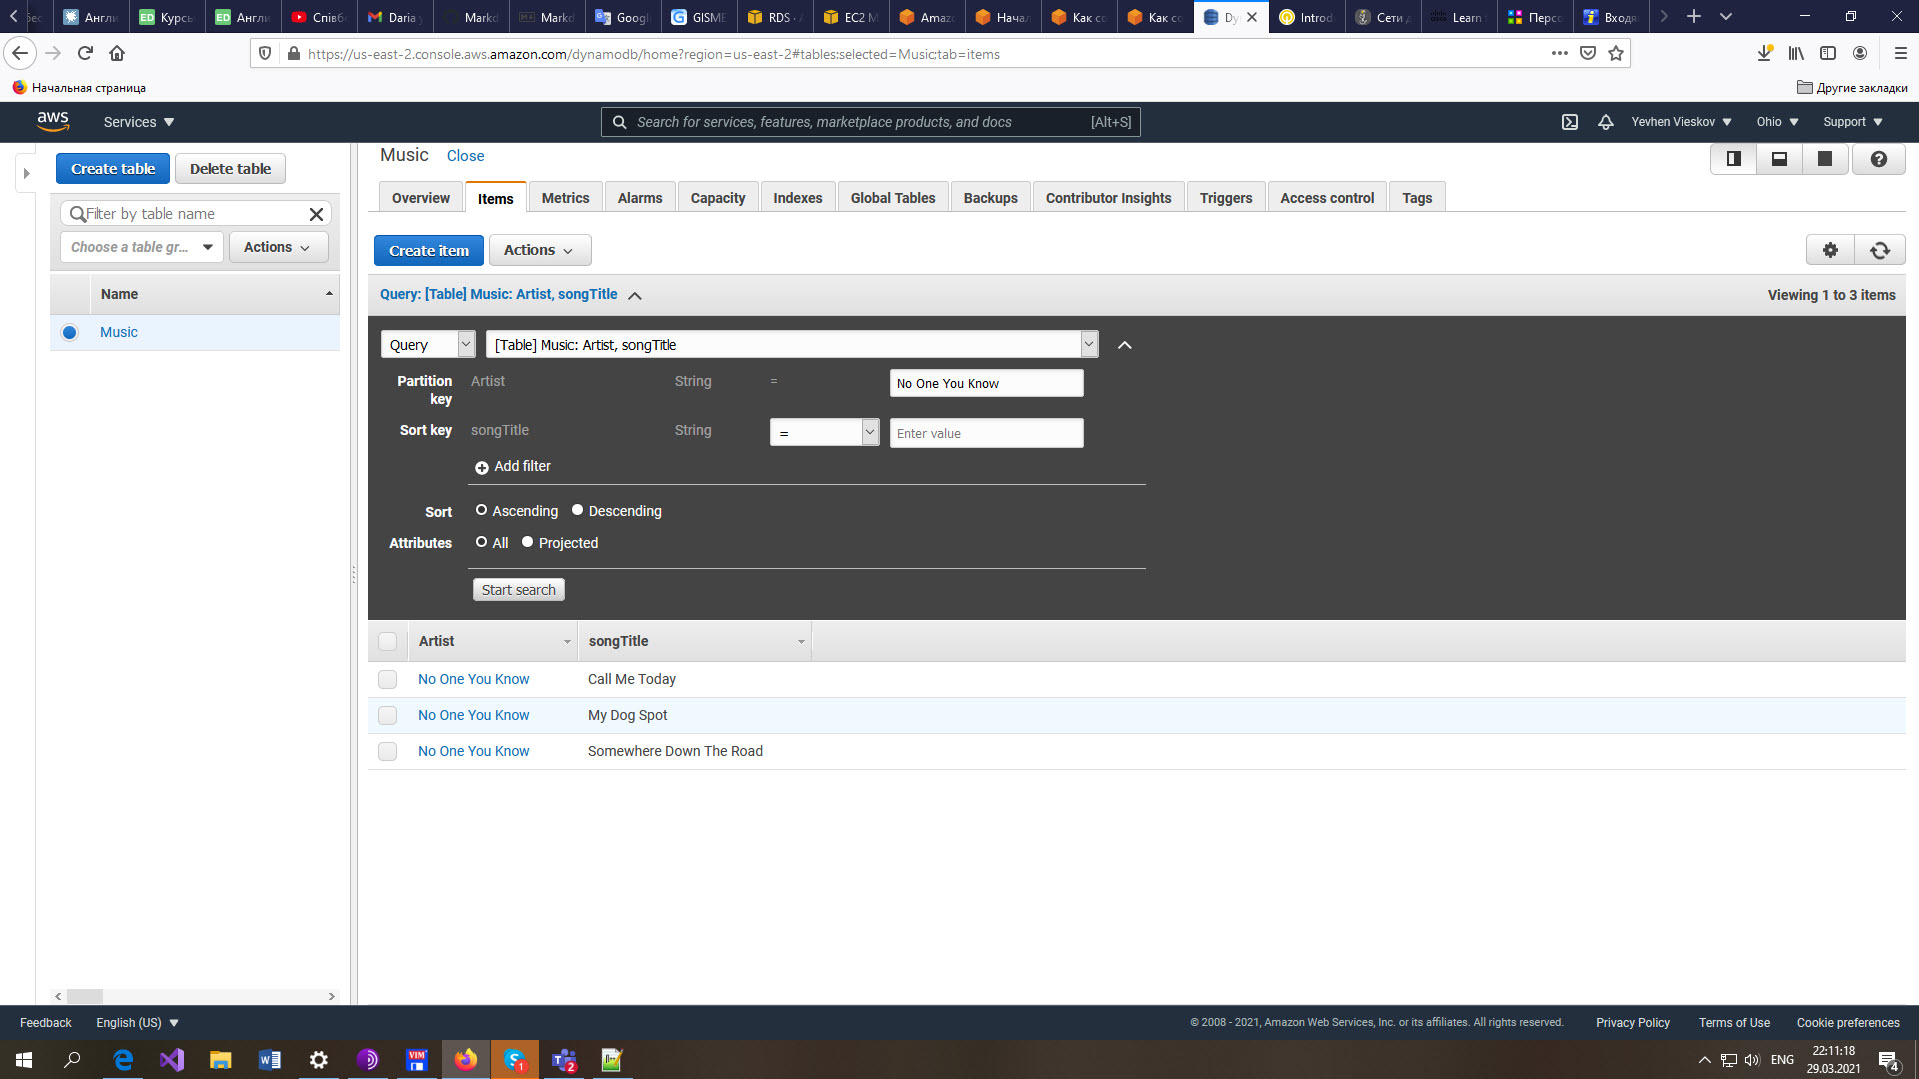 Англи
Курсы
Англи
Співбе
Daria y
Markd
Markd
Googl
GISME
RDS · A
EC2 M
Amazo
Начал
Как со
Как со
Dy
Introd
Сети д
Learn
Персо
Входя
https://us-east-2.console.aws.amazon.com/dynamodb/home?region=us-east-2#tables:selected=Music;tab=items
Начальная страница
Другие закладки
aws
Services
Search for services, features, marketplace products, and docs
[Alt+S]
Yevhen Vieskov
Ohio
Support
Create table
Delete table
Filter by table name
Choose a table gr...
Actions
Name
Music
Music
Close
Overview
Items
Metrics
Alarms
Capacity
Indexes
Global Tables
Backups
Contributor Insights
Triggers
Access control
Tags
Create item
Actions
Query: [Table] Music: Artist, songTitle
Viewing 1 to 3 items
Query
[Table] Music: Artist, songTitle
Partition key
Artist
String
=
No One You Know
Sort key
songTitle
String
=
Enter value
Add filter
Sort
Ascending
Descending
Attributes
All
Projected
Start search
Artist
songTitle
No One You Know
Call Me Today
No One You Know
My Dog Spot
No One You Know
Somewhere Down The Road
Feedback
English (US)
© 2008 - 2021, Amazon Web Services, Inc. or its affiliates. All rights reserved.
Privacy Policy
Terms of Use
Cookie preferences
VIM
1
2
ENG
22:11:18
29.03.2021
4